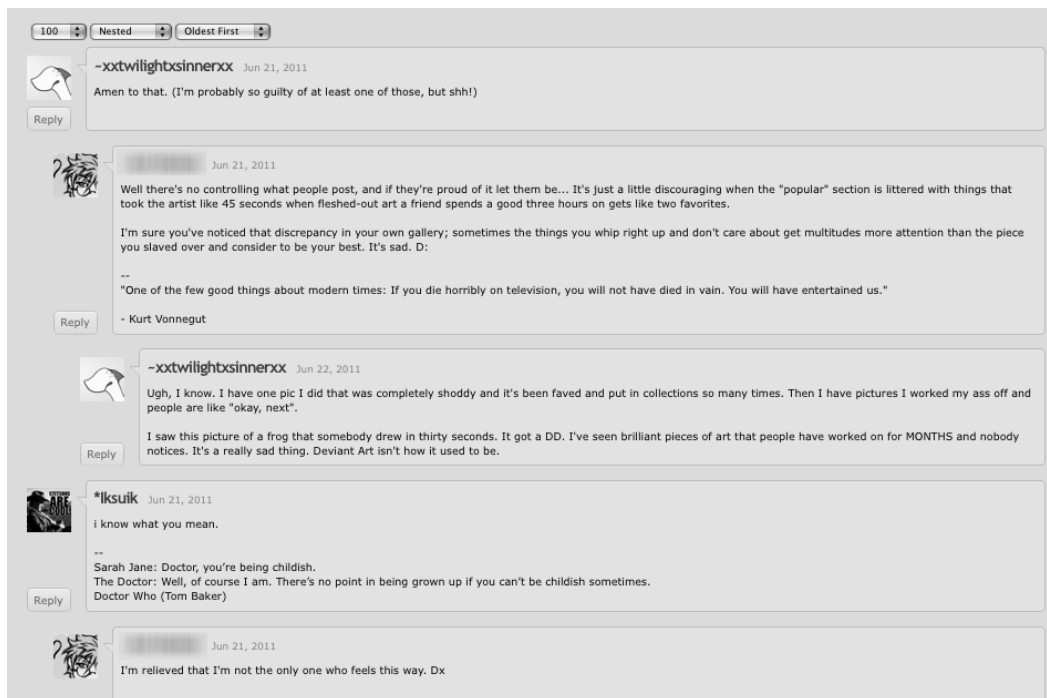 100 Nested Oldest First
~xxtwilightxsinnerxx Jun 21, 2011
Amen to that. (I'm probably so guilty of at least one of those, but shh!)
Reply
Jun 21, 2011
Well there's no controlling what people post, and if they're proud of it let them be... It's just a little discouraging when the "popular" section is littered with things that
took the artist like 45 seconds when fleshed-out art a friend spends a good three hours on gets like two favorites.
I'm sure you've noticed that discrepancy in your own gallery; sometimes the things you whip right up and don't care about get multitudes more attention than the piece
you slaved over and consider to be your best. It's sad. D:
--
"One of the few good things about modern times: If you die horribly on television, you will not have died in vain. You will have entertained us."
- Kurt Vonnegut
Reply
~xxtwilightxsinnerxx Jun 22, 2011
Ugh, I know. I have one pic I did that was completely shoddy and it's been faved and put in collections so many times. Then I have pictures I worked my ass off and
people are like "okay, next".
I saw this picture of a frog that somebody drew in thirty seconds. It got a DD. I've seen brilliant pieces of art that people have worked on for MONTHS and nobody
notices. It's a really sad thing. Deviant Art isn't how it used to be.
Reply
STETSONS
ARE
COOL
*lksuik Jun 21, 2011
i know what you mean.
--
Sarah Jane: Doctor, you’re being childish.
The Doctor: Well, of course I am. There’s no point in being grown up if you can’t be childish sometimes.
Doctor Who (Tom Baker)
Reply
Jun 21, 2011
I'm relieved that I'm not the only one who feels this way. Dx